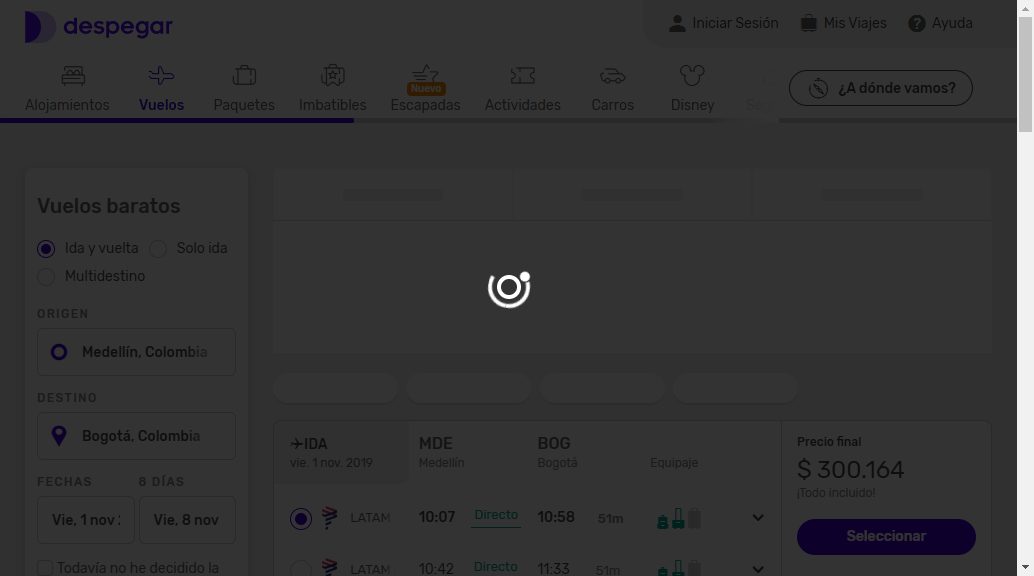 despegar
Iniciar Sesión
Mis Viajes
Ayuda
Alojamientos
Vuelos
Paquetes
Imbatibles
Nuevo
Escapadas
Actividades
Carros
Disney
¿A dónde vamos?
Vuelos baratos
Ida y vuelta
Solo ida
Multidestino
ORIGEN
Medellín, Colombia
DESTINO
Bogotá, Colombia
FECHAS
8 DÍAS
Vie, 1 nov
Vie, 8 nov
Todavía no he decidido la
IDA
vie. 1 nov. 2019
MDE
Medellín
BOG
Bogotá
Equipaje
LATAM
10:07
Directo
10:58
51m
LATAM
10:42
Directo
11:33
51m
Precio final
$ 300.164
¡Todo incluido!
Seleccionar